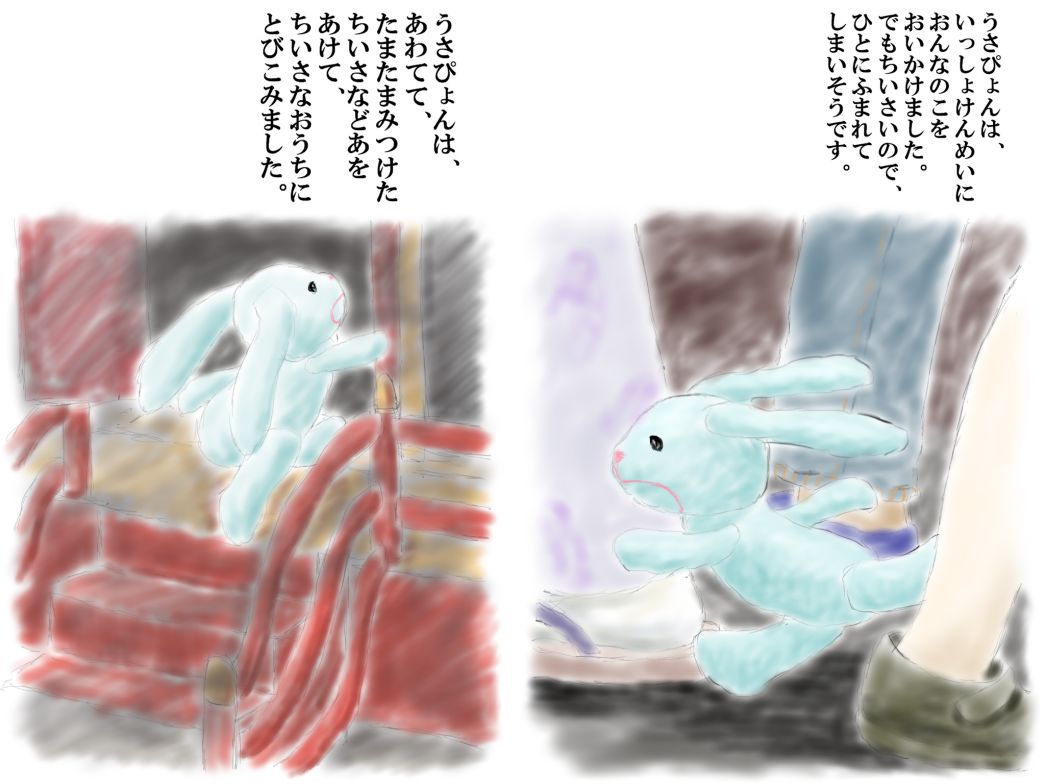 うさぴょんは、
いっしょけんめいに
おんなのこを
おいかけました。
でもちいさいので、
ひとにふまれて
しまいそうです。
うさぴょんは、
あわてて、
たまたまみつけた
ちいさなどあを
あけて、
ちいさなおうちに
とびこみました。